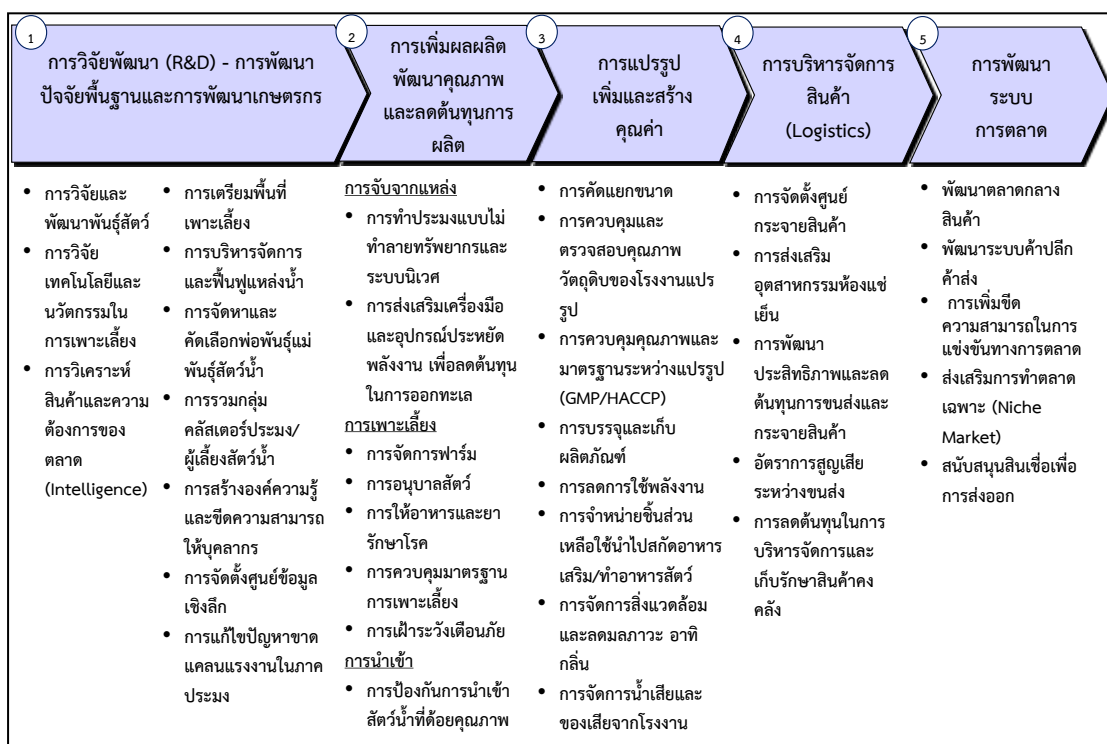 1
การวิจัยพัฒนา (R&D) - การพัฒนา
ปัจจัยพื้นฐานและการพัฒนาเกษตรกร
2
การเพิ่มผลผลิต
พัฒนาคุณภาพ
และลดต้นทุนการ
ผลิต
3
การแปรรูป
เพิ่มและสร้าง
คุณค่า
4
การบริหารจัดการ
สินค้า
(Logistics)
5
การพัฒนา
ระบบ
การตลาด
• การวิจัยและ
พัฒนาพันธุ์สัตว์
• การวิจัย
เทคโนโลยีและ
นวัตกรรมใน
การเพาะเลี้ยง
• การวิเคราะห์
สินค้าและความ
ต้องการของ
ตลาด
(Intelligence)
• การเตรียมพื้นที่
เพาะเลี้ยง
• การบริหารจัดการ
และฟื้นฟูแหล่งน้ำ
• การจัดหาและ
คัดเลือกพ่อพันธุ์แม่
พันธุ์สัตว์น้ำ
• การรวมกลุ่ม
คลัสเตอร์ประมง/
ผู้เลี้ยงสัตว์น้ำ
• การสร้างองค์ความรู้
และขีดความสามารถ
ให้บุคลากร
• การจัดตั้งศูนย์ข้อมูล
เชิงลึก
• การแก้ไขปัญหาขาด
แคลนแรงงานในภาค
ประมง
การจับจากแหล่ง
• การทำประมงแบบไม่
ทำลายทรัพยากรและ
ระบบนิเวศ
• การส่งเสริมเครื่องมือ
และอุปกรณ์ประหยัด
พลังงาน เพื่อลดต้นทุน
ในการออกทะเล
การเพาะเลี้ยง
• การจัดการฟาร์ม
• การอนุบาลสัตว์
• การให้อาหารและยา
รักษาโรค
• การควบคุมมาตรฐาน
การเพาะเลี้ยง
• การเฝ้าระวังเตือนภัย
การนำเข้า
• การป้องกันการนำเข้า
สัตว์น้ำที่ด้อยคุณภาพ
• การคัดแยกขนาด
• การควบคุมและ
ตรวจสอบคุณภาพ
วัตถุดิบของโรงงานแปร
รูป
• การควบคุมคุณภาพและ
มาตรฐานระหว่างแปรรูป
(GMP/HACCP)
• การบรรจุและเก็บ
ผลิตภัณฑ์
• การลดการใช้พลังงาน
• การจำหน่ายชิ้นส่วน
เหลือใช้นำไปสกัดอาหาร
เสริม/ทำอาหารสัตว์
• การจัดการสิ่งแวดล้อม
และลดมลภาวะ อาทิ
กลิ่น
• การจัดการน้ำเสียและ
ของเสียจากโรงงาน
• การจัดตั้งศูนย์
กระจายสินค้า
• การส่งเสริม
อุตสาหกรรมห้องแช่
เย็น
• การพัฒนา
ประสิทธิภาพและลด
ต้นทุนการขนส่งและ
กระจายสินค้า
• อัตราการสูญเสีย
ระหว่างขนส่ง
• การลดต้นทุนในการ
บริหารจัดการและ
เก็บรักษาสินค้าคง
คลัง
• พัฒนาตลาดกลาง
สินค้า
• พัฒนาระบบค้าปลีก
ค้าส่ง
• การเพิ่มขีด
ความสามารถในการ
แข่งขันทางการตลาด
• ส่งเสริมการทำตลาด
เฉพาะ (Niche
Market)
• สนับสนุนสินเชื่อเพื่อ
การส่งออก